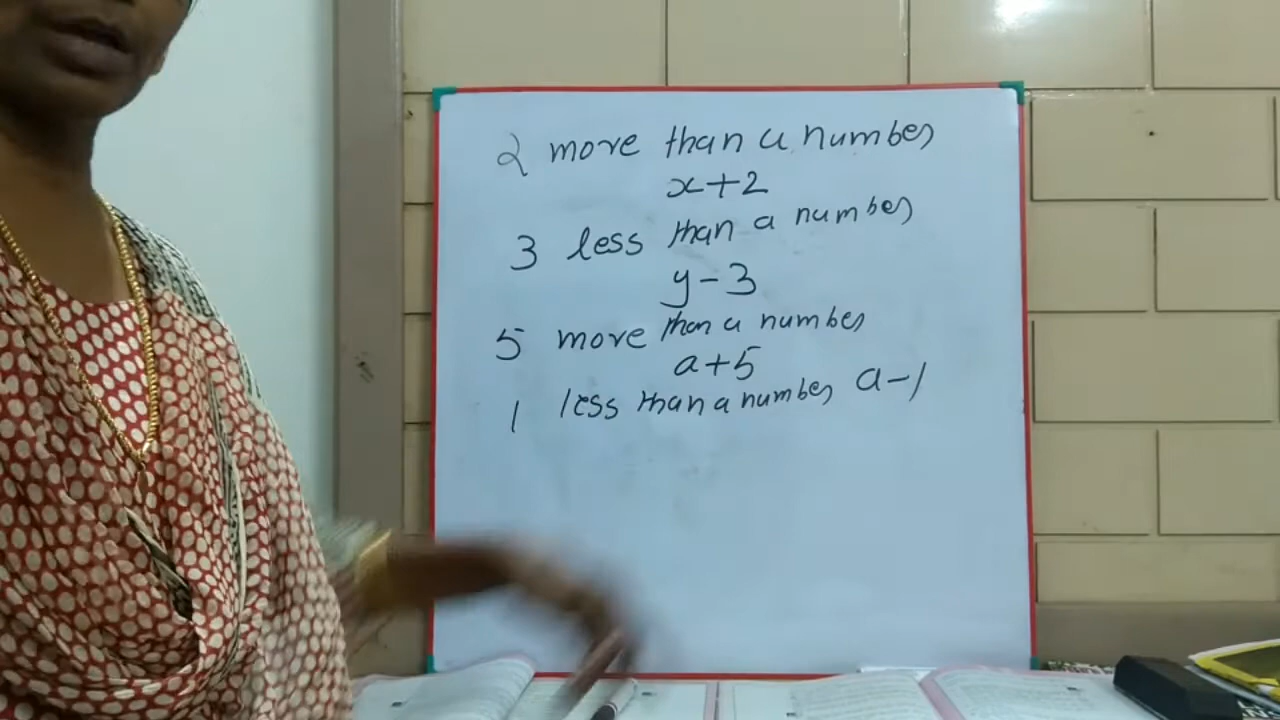 2 more than a number
x+2
3 less than a number
y-3
5 more than a number
a+5
1 less than a number a-1